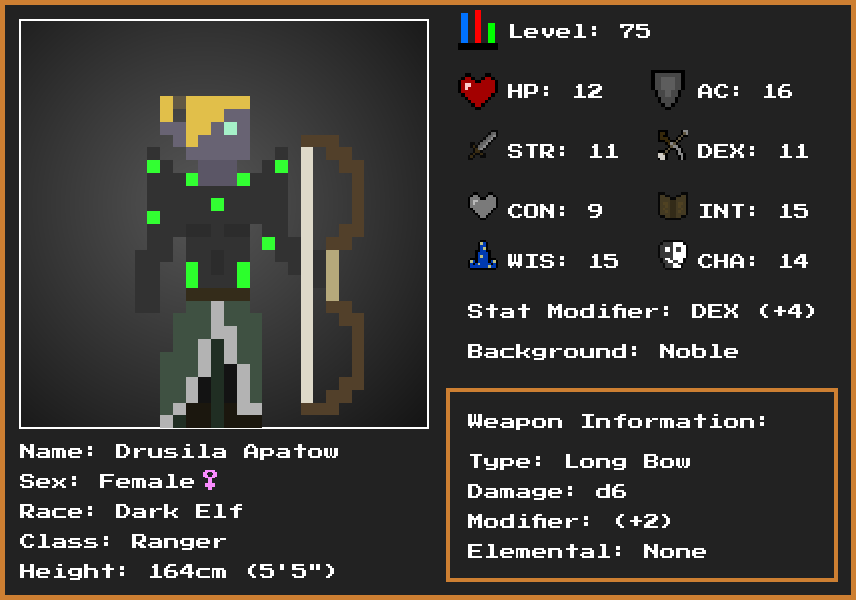 Level: 75
HP: 12 AC: 16
STR: 11 DEX: 11
CON: 9 INT: 15
WIS: 15 CHA: 14
Stat Modifier: DEX (+4)
Background: Noble
Weapon Information:
Type: Long Bow
Damage: d6
Modifier: (+2)
Elemental: None
Name: Drusila Apatow
Sex: Female♀
Race: Dark Elf
Class: Ranger
Height: 164cm (5'5")